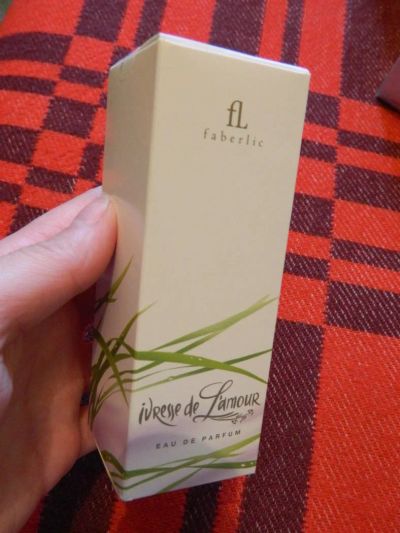 fL
faberlic
ivresse de L'amour
EAU DE PARFUM